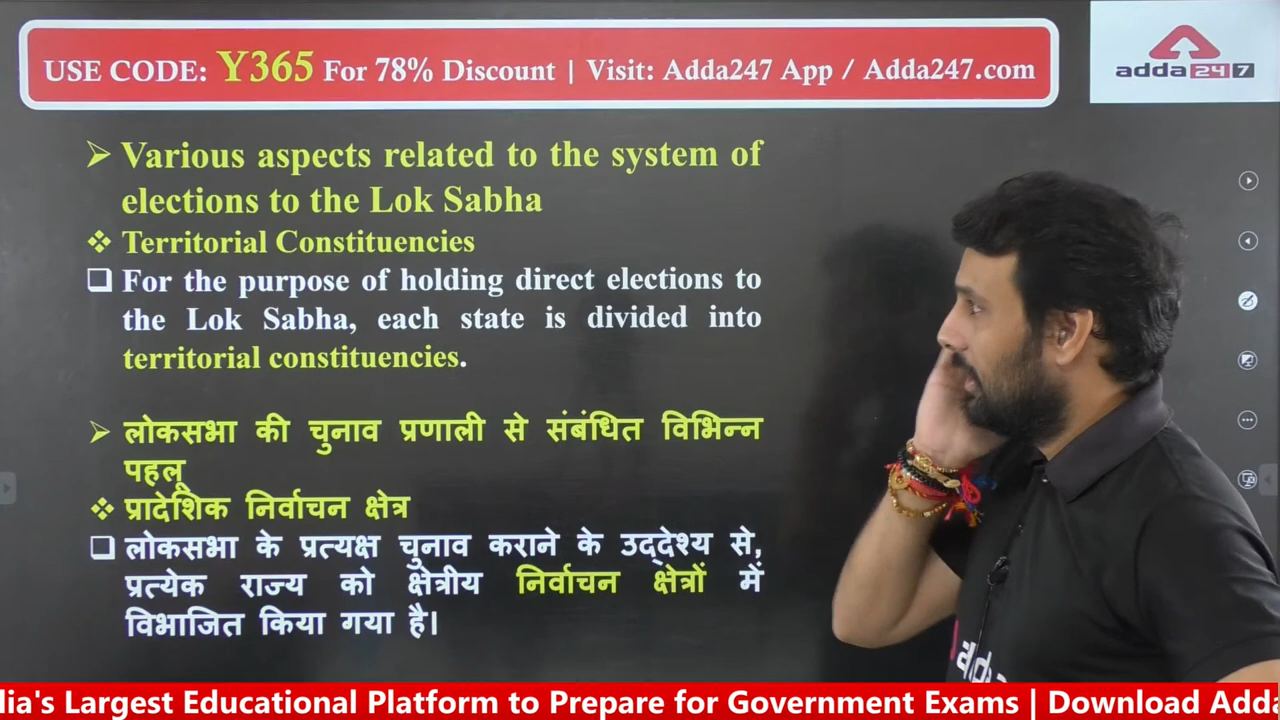 USE CODE: Y365 For 78% Discount | Visit: Adda247 App / Adda247.com
adda247
Various aspects related to the system of
elections to the Lok Sabha
Territorial Constituencies
For the purpose of holding direct elections to
the Lok Sabha, each state is divided into
territorial constituencies.
लोकसभा की चुनाव प्रणाली से संबंधित विभिन्न
पहलू
प्रादेशिक निर्वाचन क्षेत्र
लोकसभा के प्रत्यक्ष चुनाव कराने के उद्देश्य से,
प्रत्येक राज्य को क्षेत्रीय निर्वाचन क्षेत्रों में
विभाजित किया गया है।
dia's Largest Educational Platform to Prepare for Government Exams | Download Adda